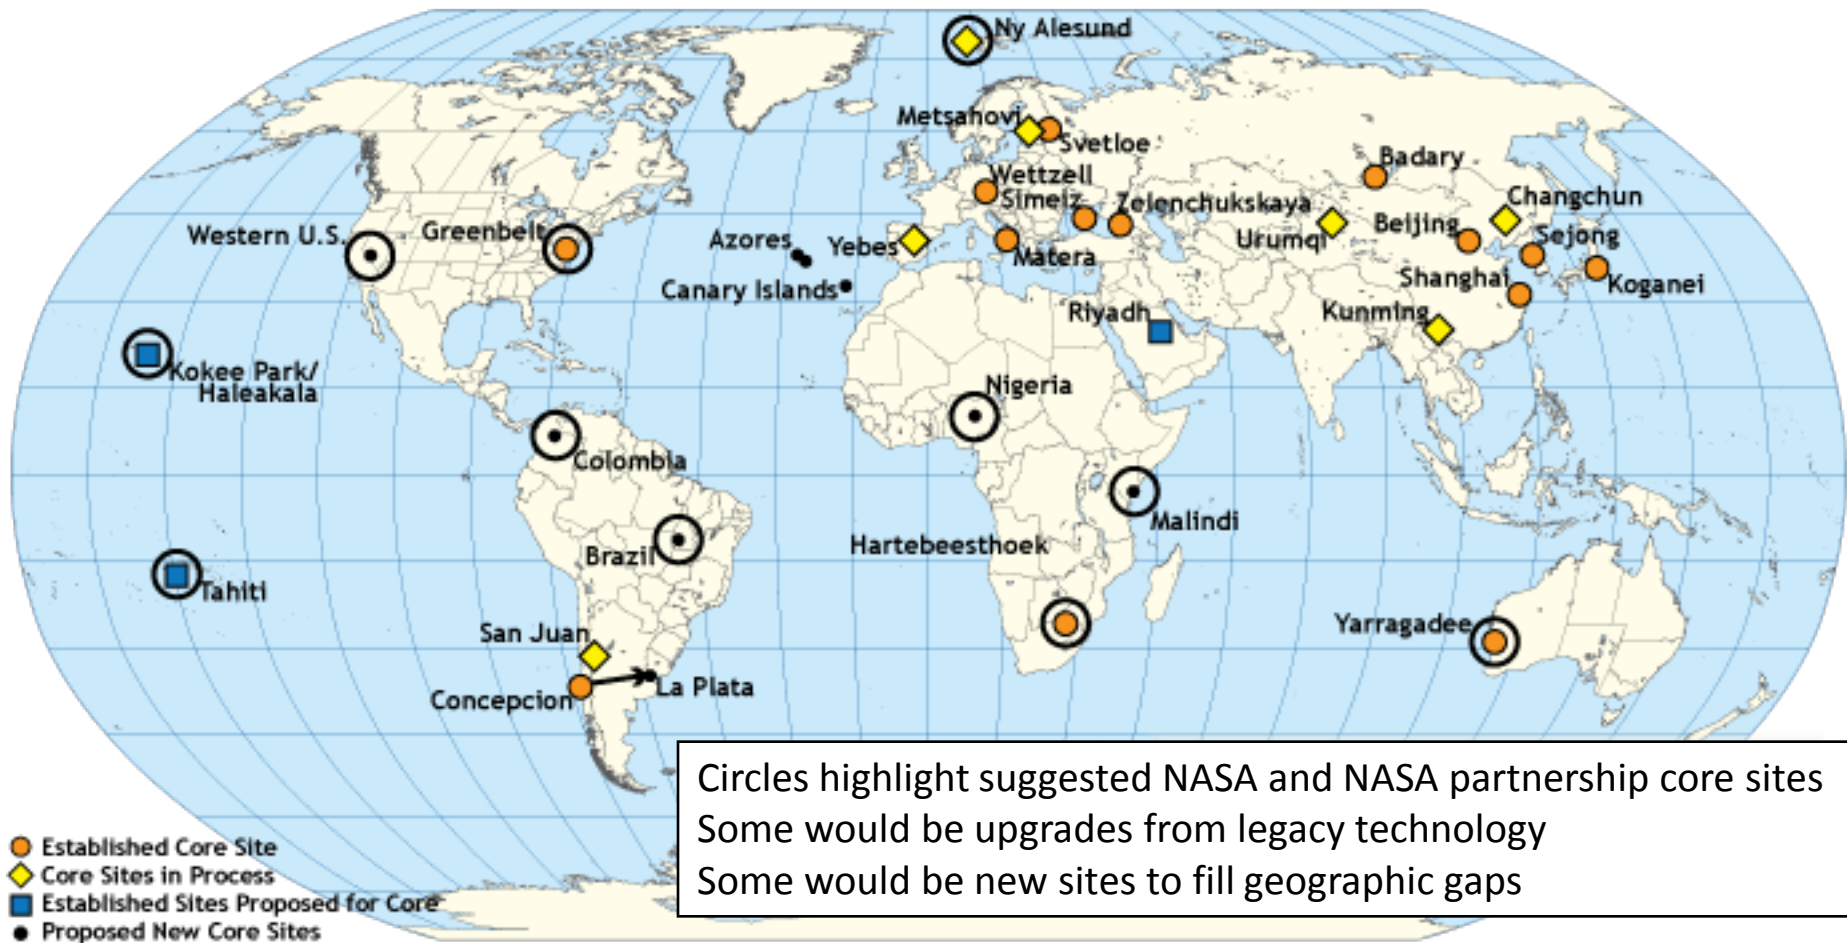 Ny Alesund
Metsahovi
Svetloe
Badary
Wettzell
Simeiz
Zelenchukskaya
Changchun
Western U.S.
Greenbelt
Azores
Yebes
Matera
Urumqi
Beijing
Sejong
Canary Islands
Shanghai
Koganei
Riyadh
Kunming
Kokee Park/
Haleakala
Nigeria
Colombia
Malindi
Hartebeesthoek
Brazil
Tahiti
San Juan
Yarragadee
La Plata
Concepcion
Circles highlight suggested NASA and NASA partnership core sites
Some would be upgrades from legacy technology
Some would be new sites to fill geographic gaps
Established Core Site
Core Sites in Process
Established Sites Proposed for Core
Proposed New Core Sites